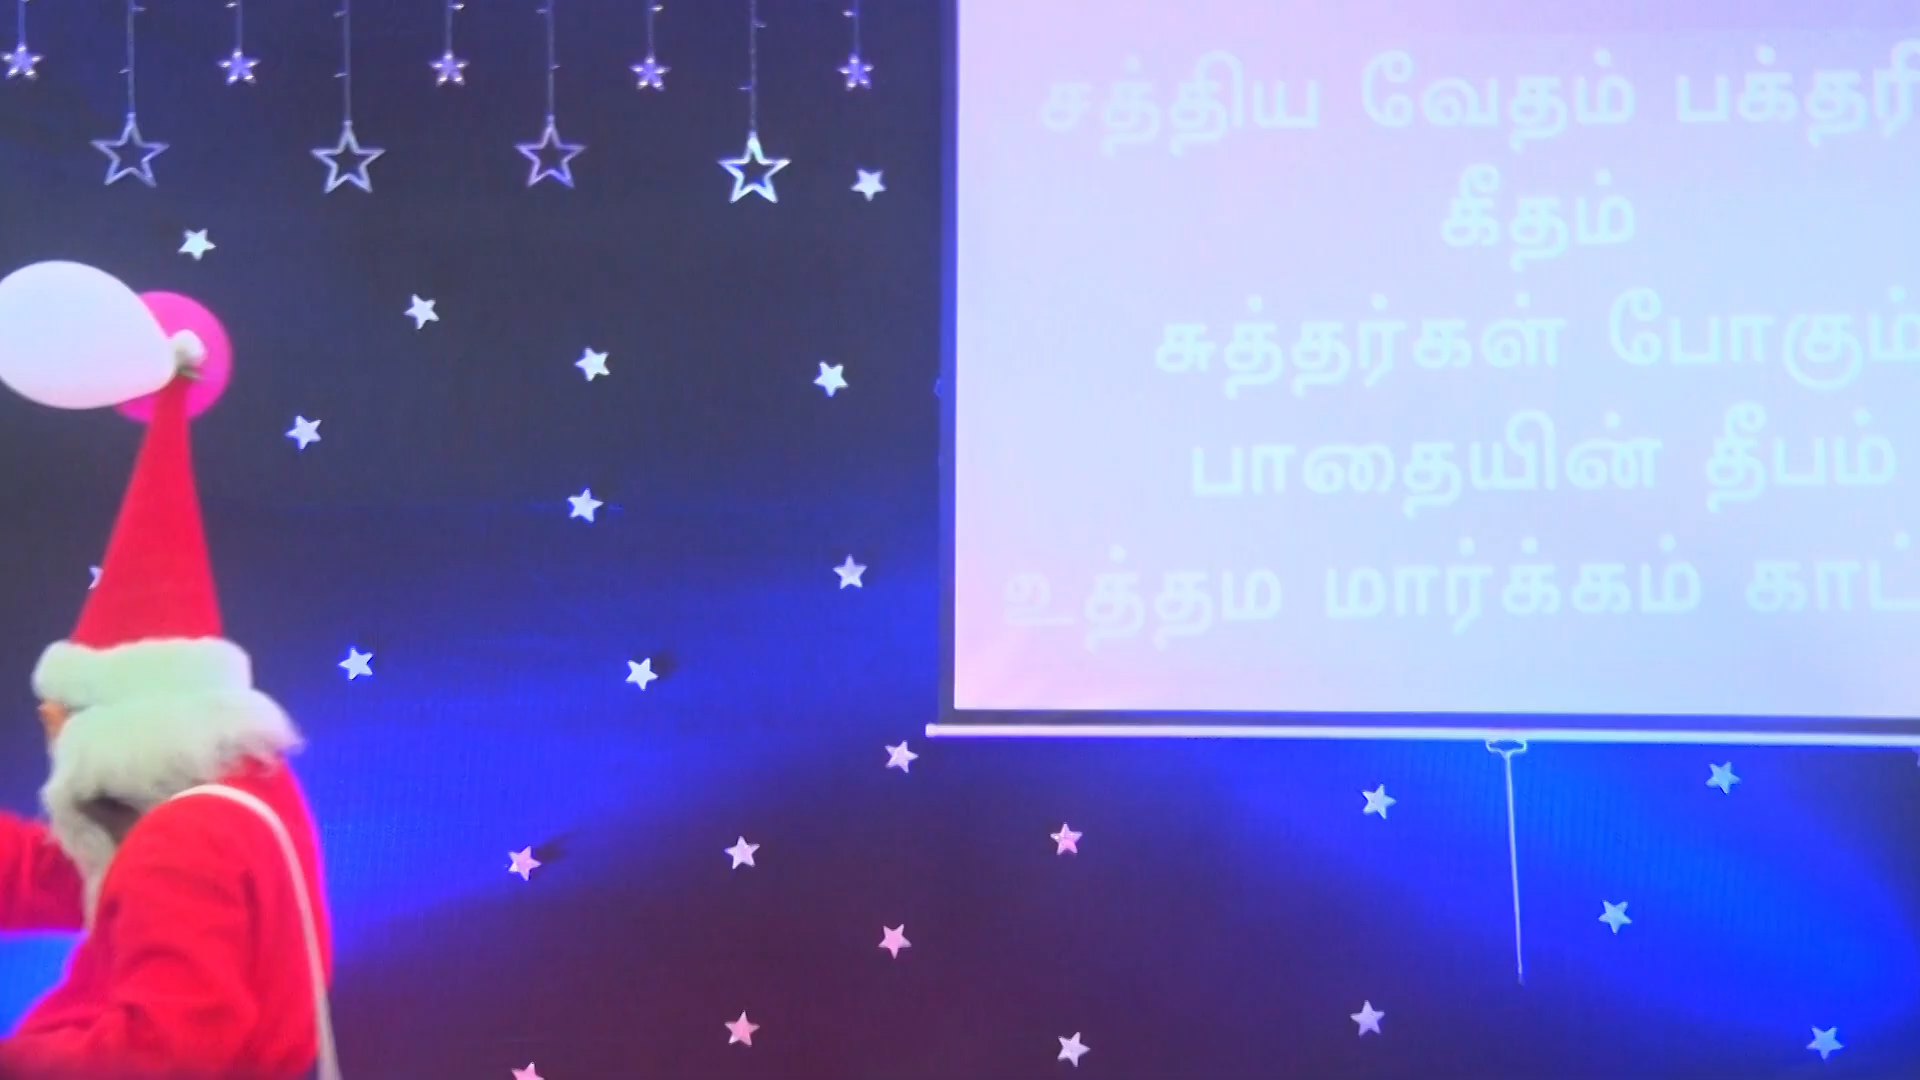 சத்திய வேதம் பக்தரி
கீதம்
சுத்தர்கள் போகும்
பாதையின் தீபம்
உத்தம மார்க்கம் காட்